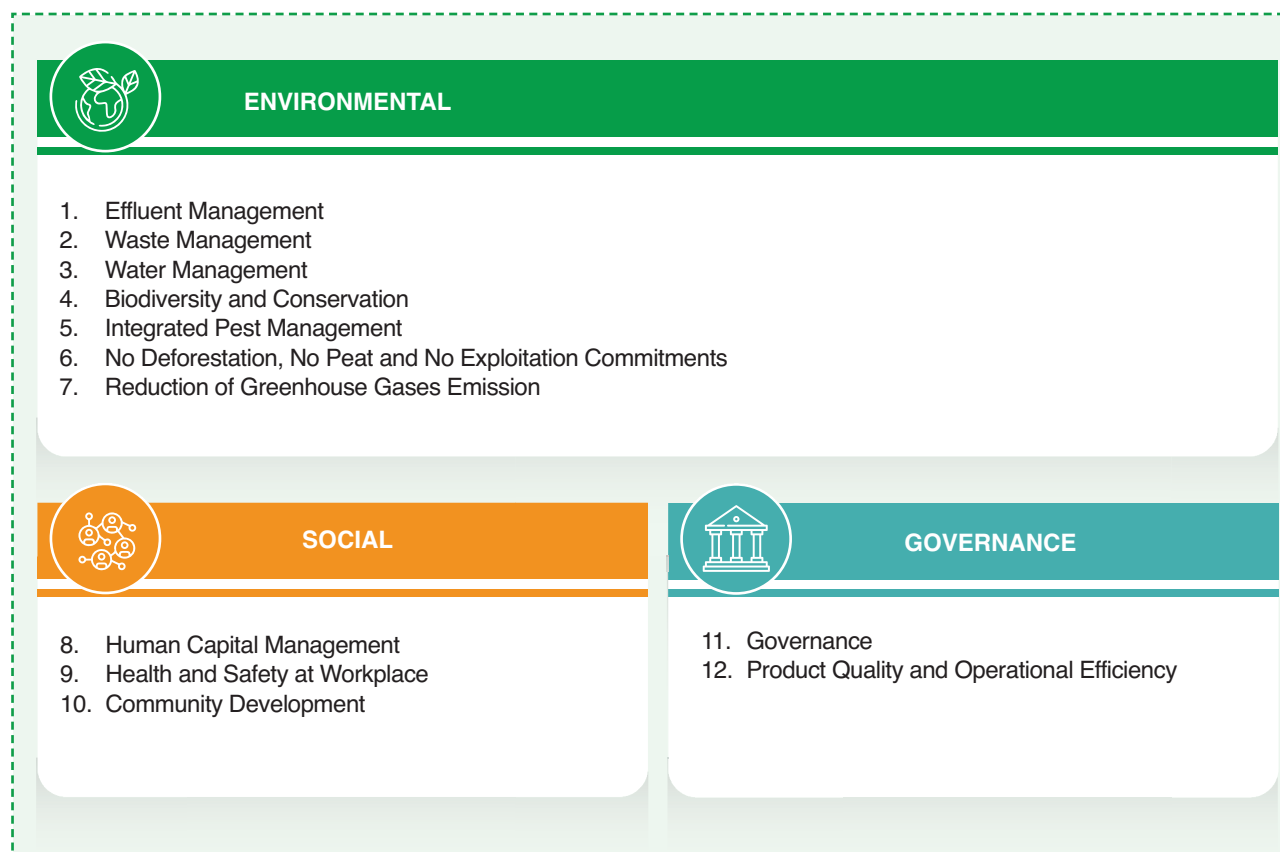 ENVIRONMENTAL
1. Effluent Management
2. Waste Management
3. Water Management
4. Biodiversity and Conservation
5. Integrated Pest Management
6. No Deforestation, No Peat and No Exploitation Commitments
7. Reduction of Greenhouse Gases Emission
SOCIAL
8. Human Capital Management
9. Health and Safety at Workplace
10. Community Development
GOVERNANCE
11. Governance
12. Product Quality and Operational Efficiency